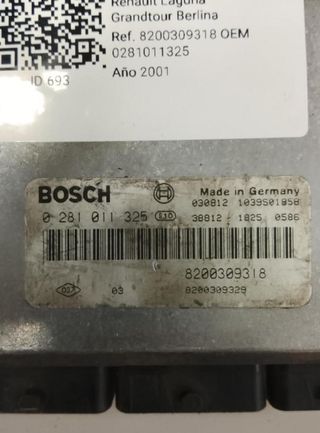 Renault Laguna
Grandtour Berlina
Ref. 8200309318 OEM
0281011325
Año 2001
ID 693
BOSCH
Made in Germany
030812 1039S01858
0 281 011 325
38812 - 1825 0586
8200309318
03
8200309329